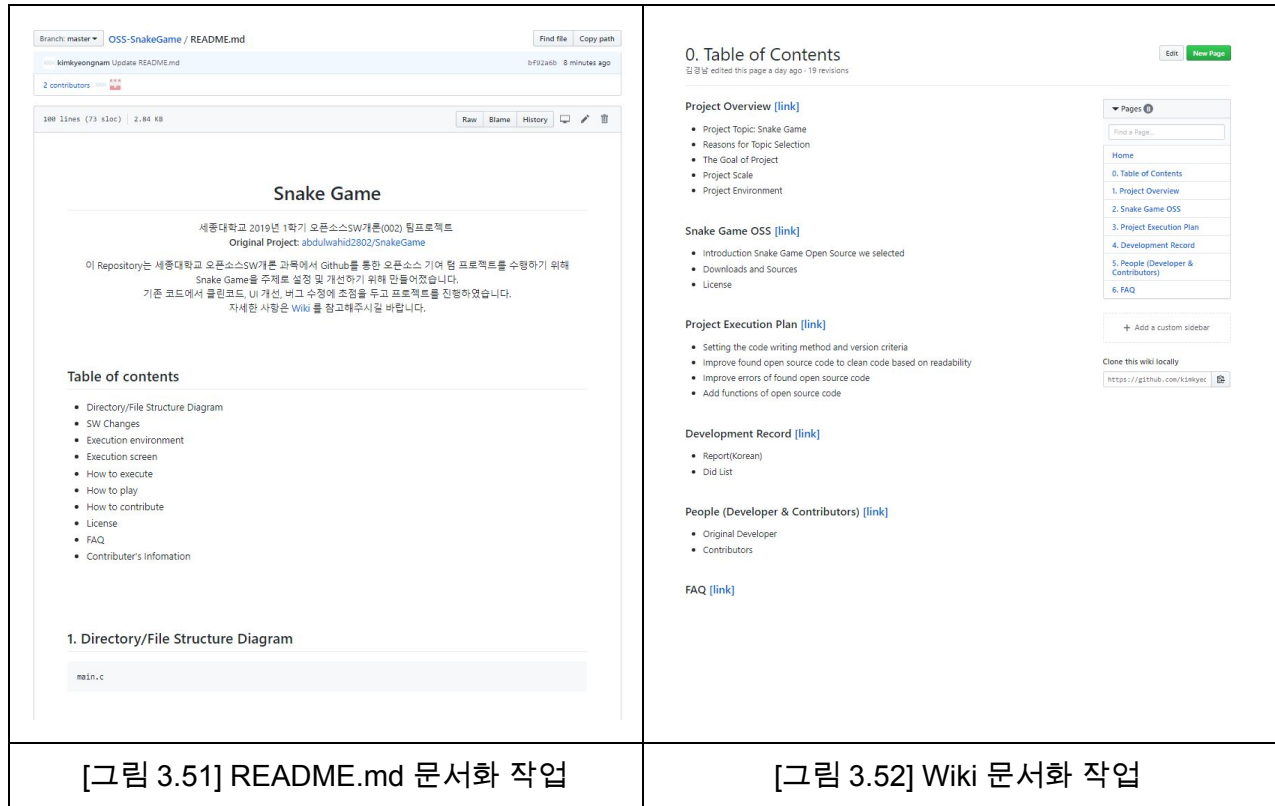 Branch: master
OSS-SnakeGame / README.md
Find file
Copy path
kimkyeongnam Update README.md
bf92a6b 8 minutes ago
2 contributors
100 lines (73 sloc) | 2.84 KB
Raw
Blame
History
Snake Game
세종대학교 2019년 1학기 오픈소스SW개론(002) 팀프로젝트
Original Project: abdulwahid2802/SnakeGame
이 Repository는 세종대학교 오픈소스SW개론 과목에서 Github를 통한 오픈소스 기여 팀 프로젝트를 수행하기 위해
Snake Game을 주제로 설정 및 개선하기 위해 만들어졌습니다.
기존 코드에서 클린코드, UI 개선, 버그 수정에 초점을 두고 프로젝트를 진행하였습니다.
자세한 사항은 Wiki 를 참고해주시길 바랍니다.
Table of contents
Directory/File Structure Diagram
SW Changes
Execution environment
Execution screen
How to execute
How to play
How to contribute
License
FAQ
Contributer's Infomation
1. Directory/File Structure Diagram
main.c
[그림 3.51] README.md 문서화 작업
0. Table of Contents
김경남 edited this page a day ago · 19 revisions
Edit
New Page
Project Overview [link]
Project Topic: Snake Game
Reasons for Topic Selection
The Goal of Project
Project Scale
Project Environment
Snake Game OSS [link]
Introduction Snake Game Open Source we selected
Downloads and Sources
License
Project Execution Plan [link]
Setting the code writing method and version criteria
Improve found open source code to clean code based on readability
Improve errors of found open source code
Add functions of open source code
Development Record [link]
Report(Korean)
Did List
People (Developer & Contributors) [link]
Original Developer
Contributors
FAQ [link]
Pages 8
Find a Page...
Home
0. Table of Contents
1. Project Overview
2. Snake Game OSS
3. Project Execution Plan
4. Development Record
5. People (Developer &
Contributors)
6. FAQ
+ Add a custom sidebar
Clone this wiki locally
https://github.com/kimkyec
[그림 3.52] Wiki 문서화 작업